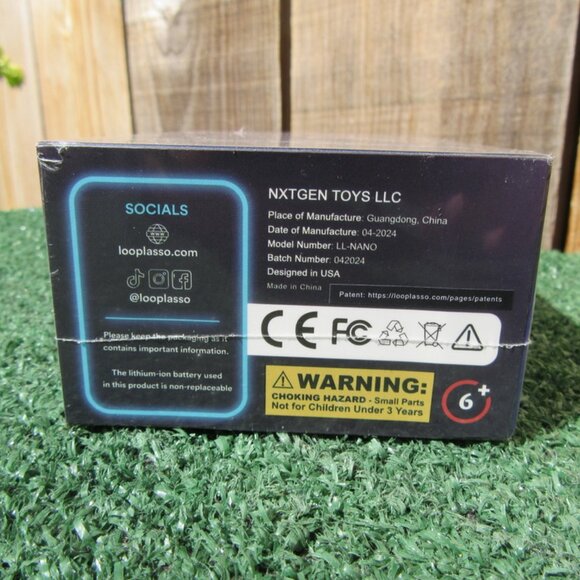 SOCIALS
looplasso.com
@looplasso
Please keep the packaging as it
contains important information.
The lithium-ion battery used
in this product is non-replaceable
NXTGEN TOYS LLC
Place of Manufacture: Guangdong, China
Date of Manufacture: 04-2024
Model Number: LL-NANO
Batch Number: 042024
Designed in USA
Made in China
Patent: https://looplasso.com/pages/patents
CE FC
WARNING:
CHOKING HAZARD - Small Parts
Not for Children Under 3 Years
6+